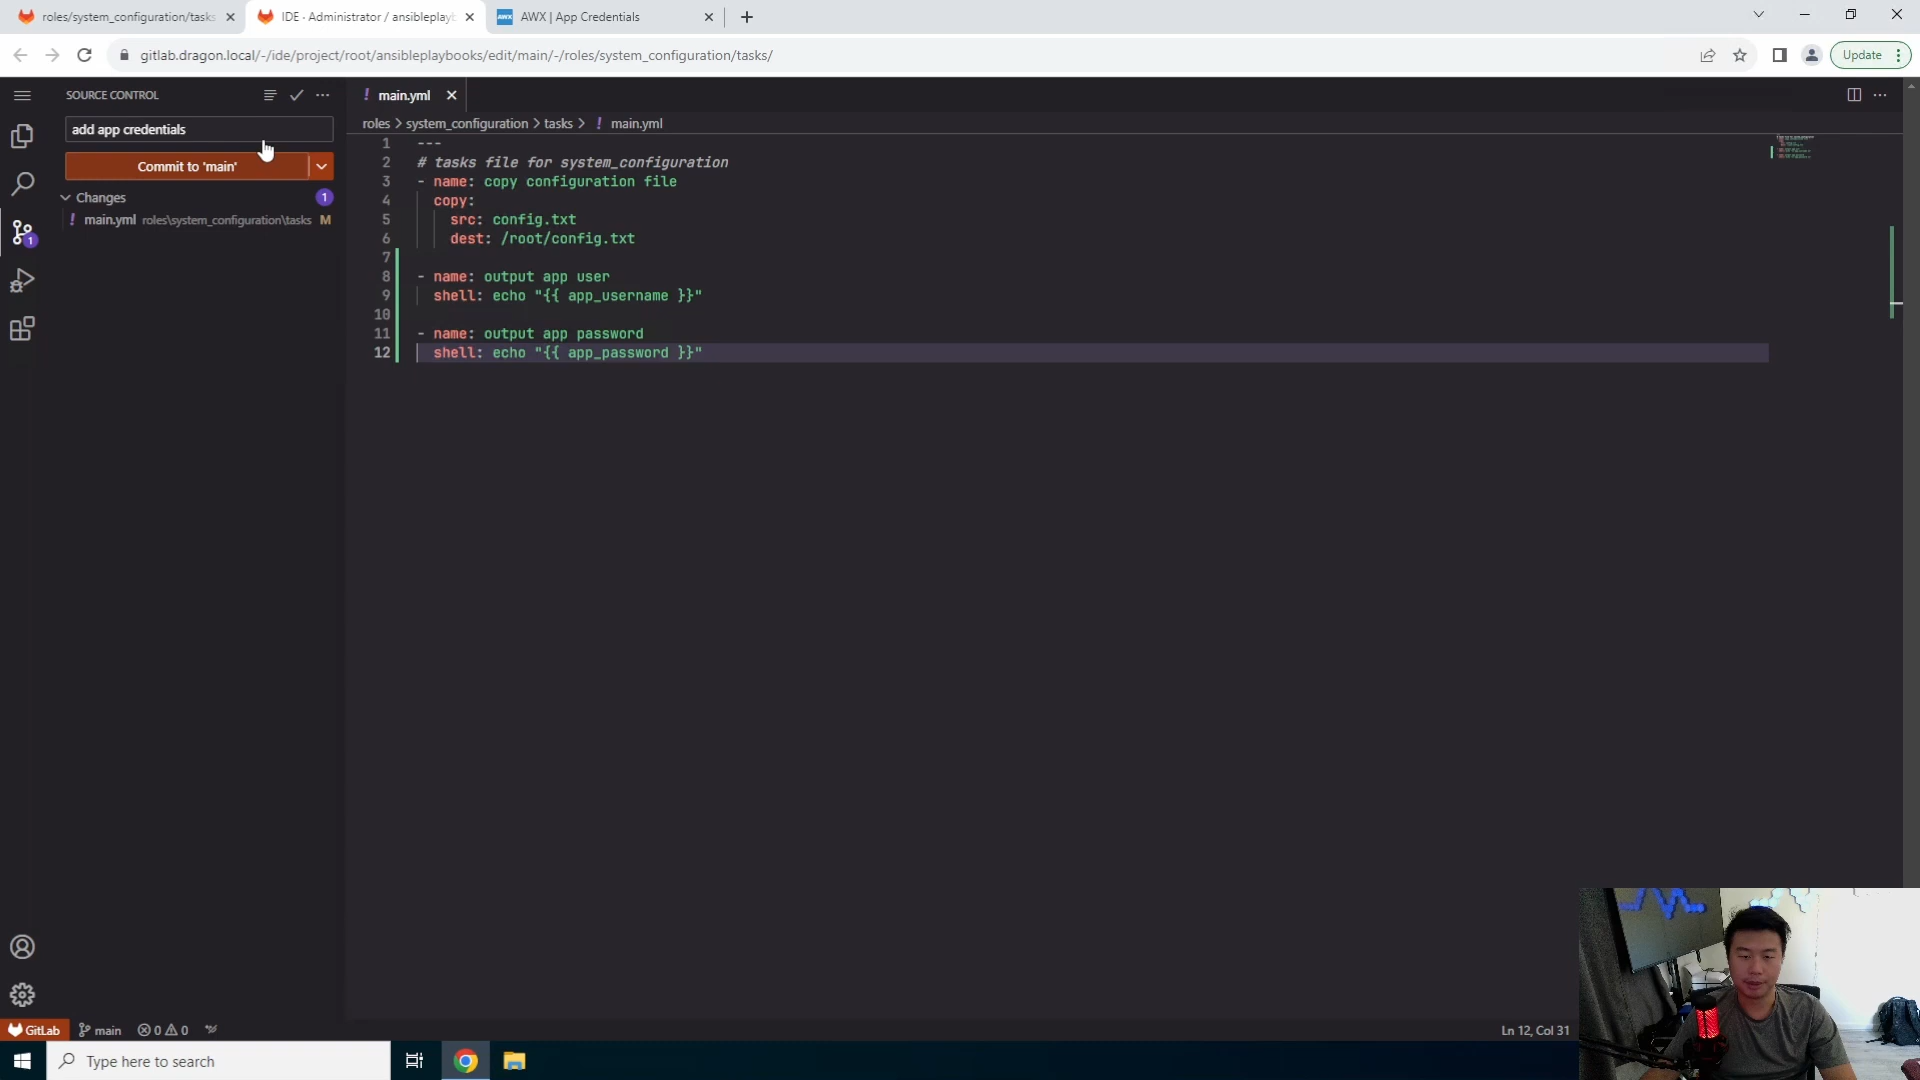 roles/system_configuration/tasks
IDE · Administrator / ansibleplayb
AWX
AWX | App Credentials
gitlab.dragon.local/-/ide/project/root/ansibleplaybooks/edit/main/-/roles/system_configuration/tasks/
Update
SOURCE CONTROL
main.yml
add app credentials
roles > system_configuration > tasks > ! main.yml
Commit to 'main'
Changes
1
! main.yml roles\system_configuration\tasks M
1
1 ---
2 # tasks file for system_configuration
3 - name: copy configuration file
4 copy:
5 src: config.txt
6 dest: /root/config.txt
7
8 - name: output app user
9 shell: echo "{{ app_username }}"
10
11 - name: output app password
12 shell: echo "{{ app_password }}"
GitLab
main
0
0
Ln 12, Col 31
Type here to search